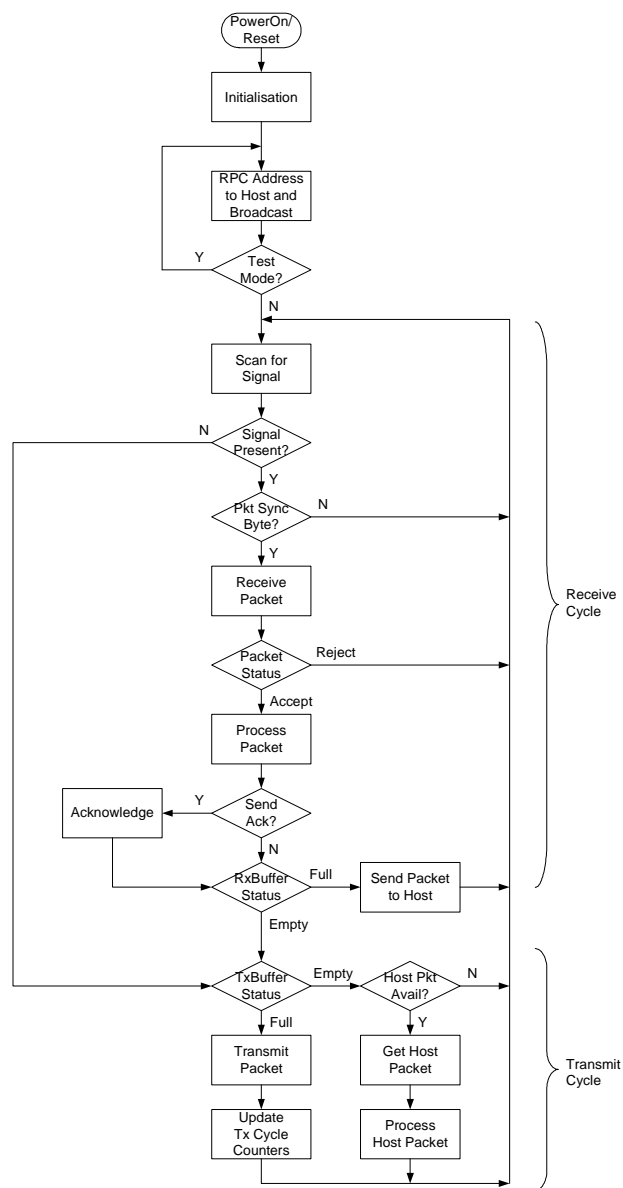 PowerOn/
Reset
Initialisation
RPC Address
to Host and
Broadcast
Y
Test
Mode?
N
Scan for
Signal
N
Signal
Present?
Y
Pkt Sync
Byte?
N
Y
Receive
Packet
Receive
Cycle
Packet
Status
Reject
Accept
Process
Packet
Acknowledge
Y
Send
Ack?
N
RxBuffer
Status
Full
Send Packet
to Host
Empty
TxBuffer
Status
Empty
Host Pkt
Avail?
N
Full
Y
Transmit
Packet
Get Host
Packet
Transmit
Cycle
Update
Tx Cycle
Counters
Process
Host Packet